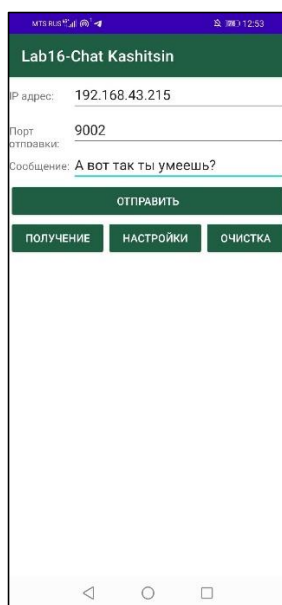 MTS RUS 12:53
Lab16-Chat Kashitsin
IP адрес: 192.168.43.215
Порт отправки: 9002
Сообщение: А вот так ты умеешь?
ОТПРАВИТЬ
ПОЛУЧЕНИЕ НАСТРОЙКИ ОЧИСТКА